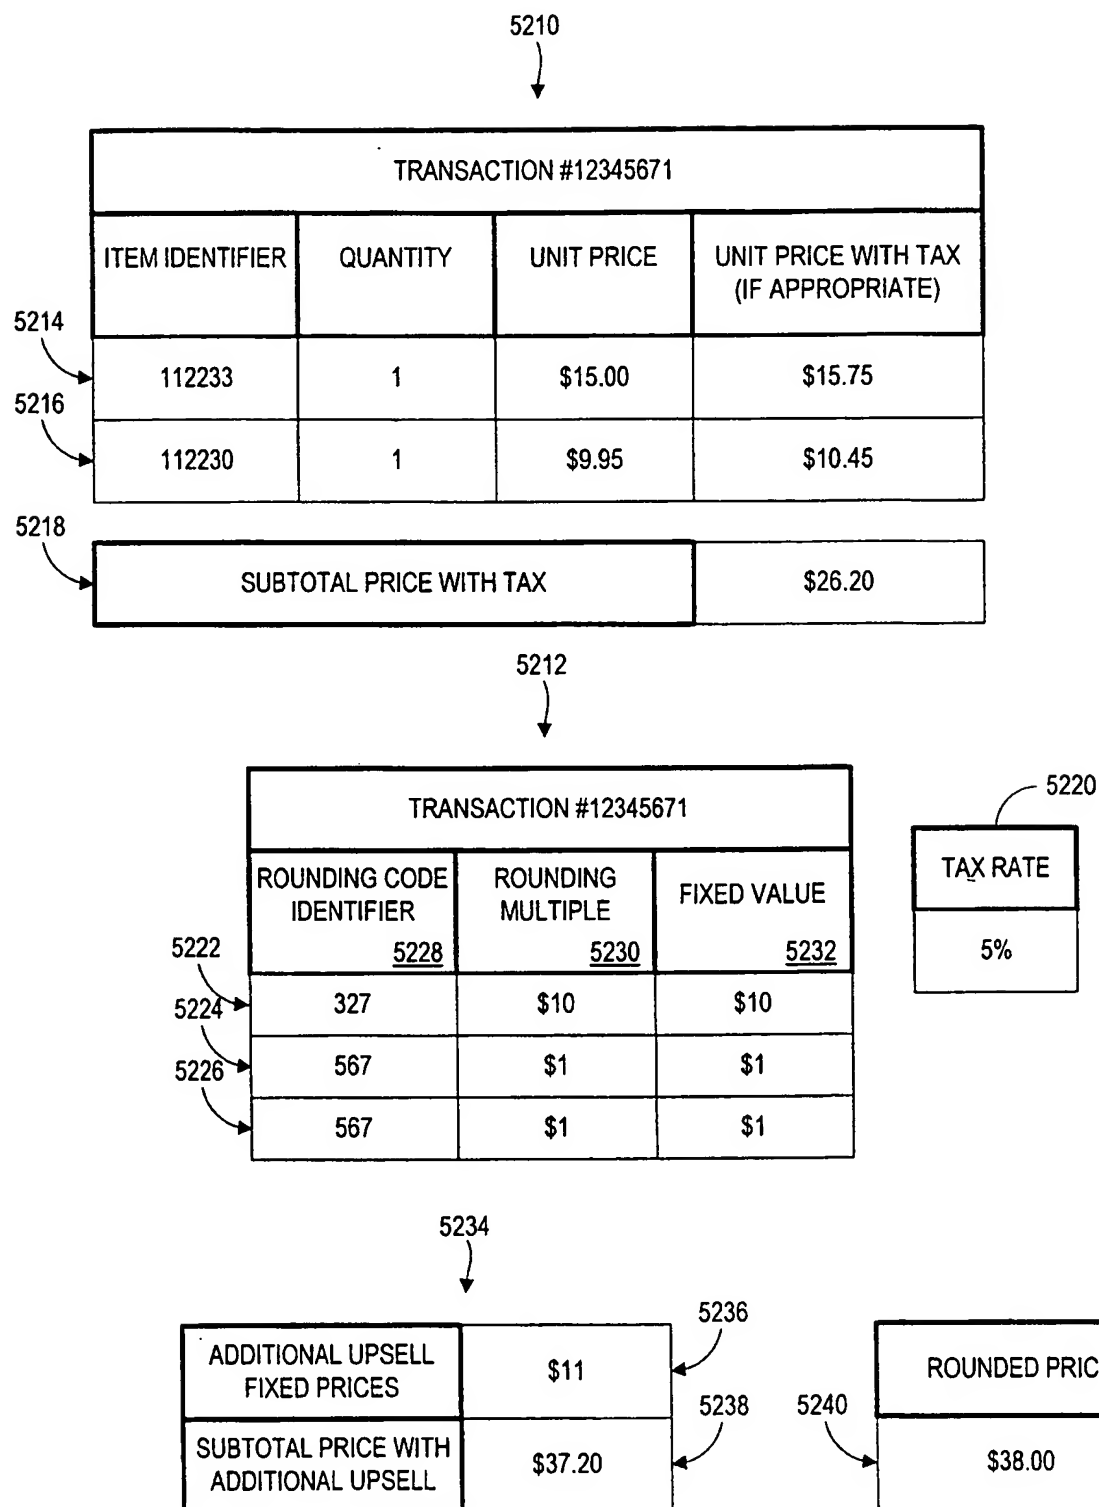 5210
TRANSACTION #12345671
ITEM IDENTIFIER
QUANTITY
UNIT PRICE
UNIT PRICE WITH TAX
(IF APPROPRIATE)
5214
112233
1
$15.00
$15.75
5216
112230
1
$9.95
$10.45
5218
SUBTOTAL PRICE WITH TAX
$26.20
5212
TRANSACTION #12345671
5220
TAX RATE
5%
ROUNDING CODE
IDENTIFIER
5228
ROUNDING
MULTIPLE
5230
FIXED VALUE
5232
5222
327
$10
$10
5224
567
$1
$1
5226
567
$1
$1
5234
ADDITIONAL UPSELL
FIXED PRICES
$11
5236
SUBTOTAL PRICE WITH
ADDITIONAL UPSELL
$37.20
5238
5240
ROUNDED PRIC
$38.00